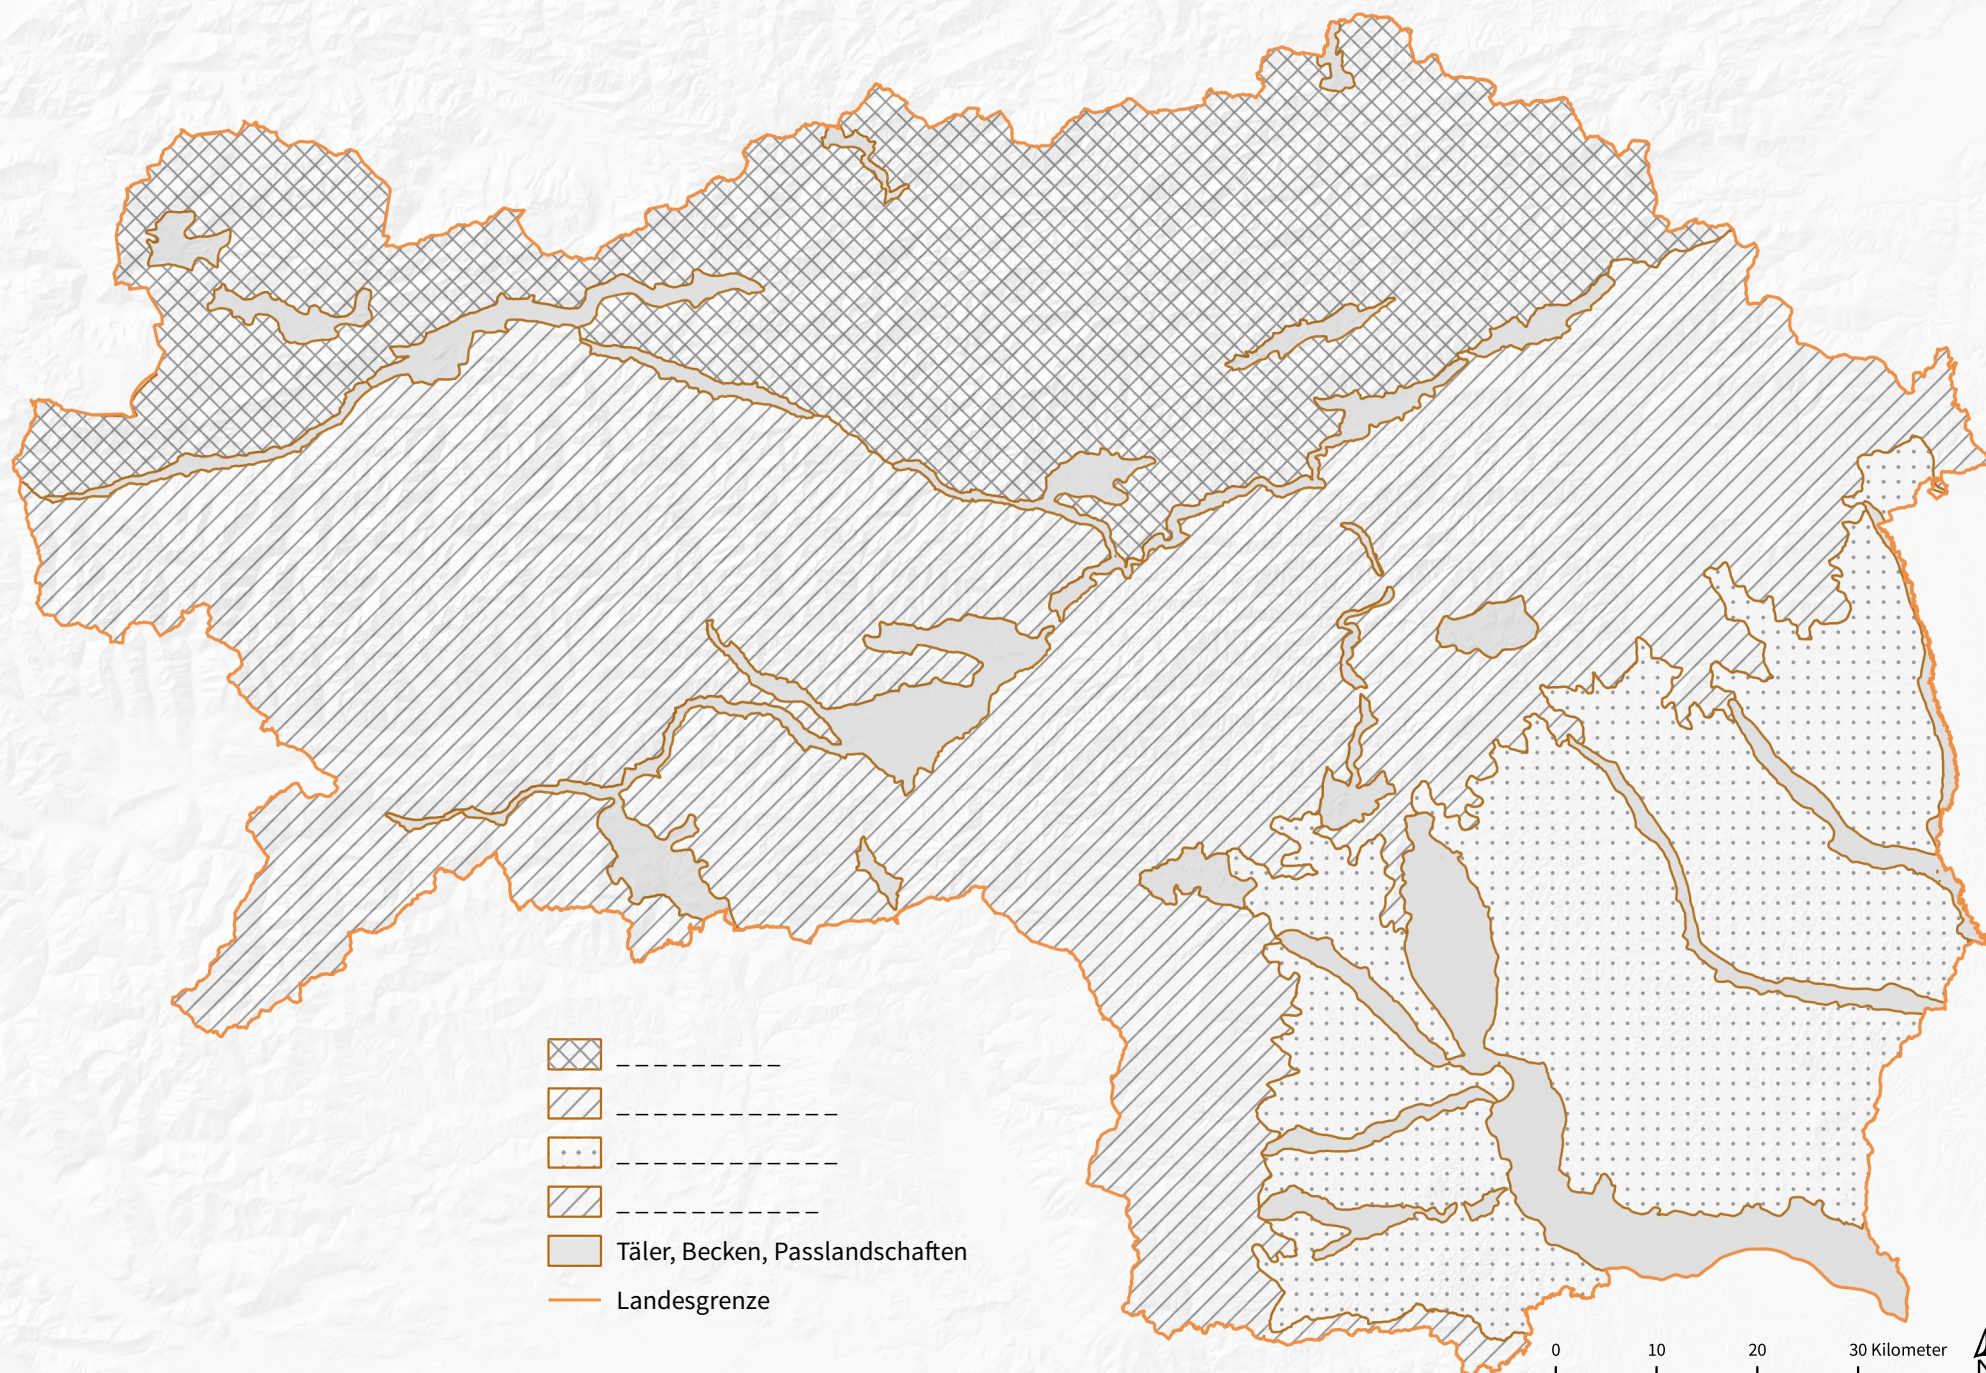 _ _ _ _ _ _ _ _ _ _
_ _ _ _ _ _ _ _ _ _ _ _ _
_ _ _ _ _ _ _ _ _ _ _ _ _
_ _ _ _ _ _ _ _ _ _ _ _
Täler, Becken, Passlandschaften
Landesgrenze
0 10 20 30 Kilometer